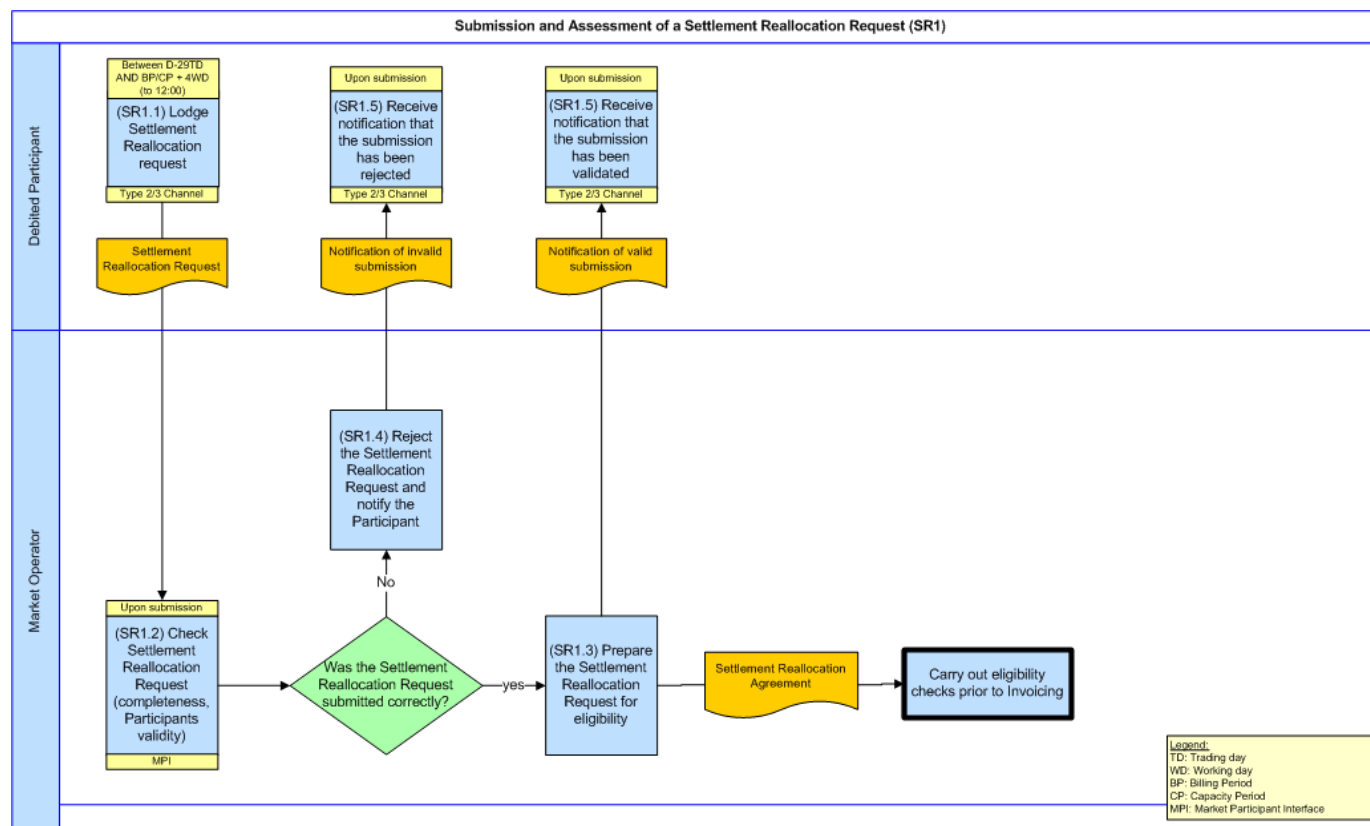 Submission and Assessment of a Settlement Reallocation Request (SR1)
Debited Participant
Between D-29TD
AND BP/CP + 4WD
(to 12:00)
(SR1.1) Lodge
Settlement
Reallocation
request
Type 2/3 Channel
Upon submission
(SR1.5) Receive
notification that
the submission
has been
rejected
Type 2/3 Channel
Upon submission
(SR1.5) Receive
notification that
the submission
has been
validated
Type 2/3 Channel
Settlement
Reallocation Request
Notification of invalid
submission
Notification of valid
submission
Market Operator
(SR1.4) Reject
the Settlement
Reallocation
Request and
notify the
Participant
No
Upon submission
(SR1.2) Check
Settlement
Reallocation
Request
(completeness,
Participants
validity)
MPI
Was the Settlement
Reallocation Request
submitted correctly?
yes
(SR1.3) Prepare
the Settlement
Reallocation
Request for
eligibility
Settlement Reallocation
Agreement
Carry out eligibility
checks prior to Invoicing
Legend:
TD: Trading day
WD: Working day
BP: Billing Period
CP: Capacity Period
MPI: Market Participant Interface